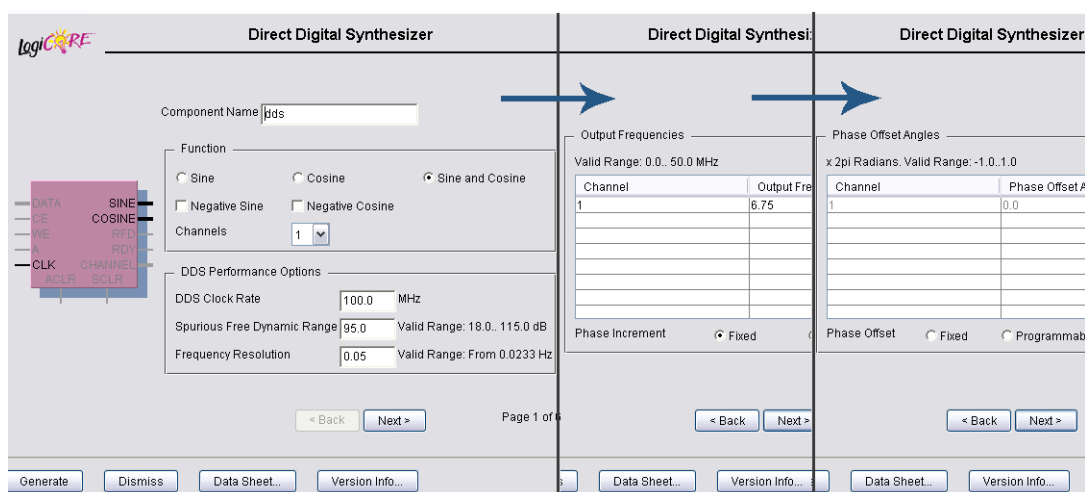 LogiCORE
Direct Digital Synthesizer
Component Name dds
Function
Sine Cosine Sine and Cosine
Negative Sine Negative Cosine
Channels 1
DATA SINE
CE COSINE
WE RFD
A RDY
CLK CHANNEL
ACLR SCLR
DDS Performance Options
DDS Clock Rate 100.0 MHz
Spurious Free Dynamic Range 95.0 Valid Range: 18.0.. 115.0 dB
Frequency Resolution 0.05 Valid Range: From 0.0233 Hz
< Back Next > Page 1 of 6
Generate Dismiss Data Sheet... Version Info...
Direct Digital Synthesi
Output Frequencies
Valid Range: 0.0.. 50.0 MHz
Channel Output Fre
1 6.75
Phase Increment Fixed
< Back Next >
s Data Sheet... Version Info...
Direct Digital Synthesizer
Phase Offset Angles
x 2pi Radians. Valid Range: -1.0..1.0
Channel Phase Offset A
1 0.0
Phase Offset Fixed Programmab
< Back Next >
Data Sheet... Version Info...